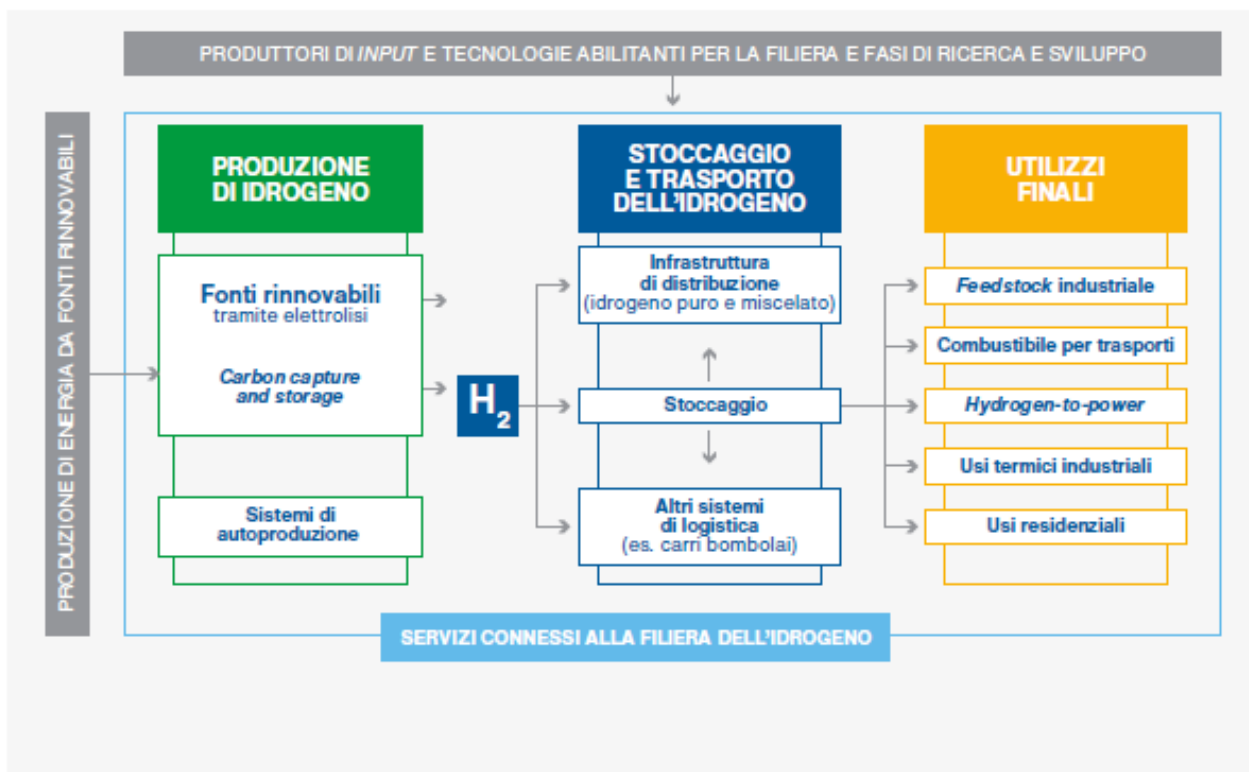 PRODUTTORI DI INPUT E TECNOLOGIE ABILITANTI PER LA FILIERA E FASI DI RICERCA E SVILUPPO
PRODUZIONE DI ENERGIA DA FONTI RINNOVABILI
PRODUZIONE
DI IDROGENO
Fonti rinnovabili
tramite elettrolisi
Carbon capture
and storage
Sistemi di
autoproduzione
H2
STOCCAGGIO
E TRASPORTO
DELL'IDROGENO
Infrastruttura
di distribuzione
(idrogeno puro e miscelato)
Stoccaggio
Altri sistemi
di logistica
(es. carri bombolai)
UTILIZZI
FINALI
Feedstock industriale
Combustibile per trasporti
Hydrogen-to-power
Usi termici industriali
Usi residenziali
SERVIZI CONNESSI ALLA FILIERA DELL'IDROGENO